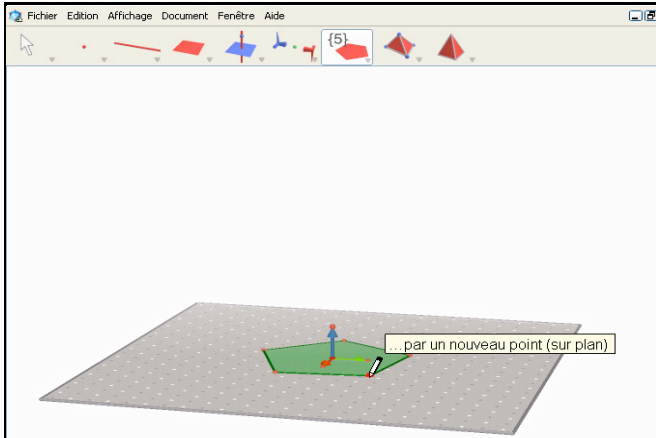 Fichier Edition Affichage Document Fenêtre Aide
{5}
...par un nouveau point (sur plan)